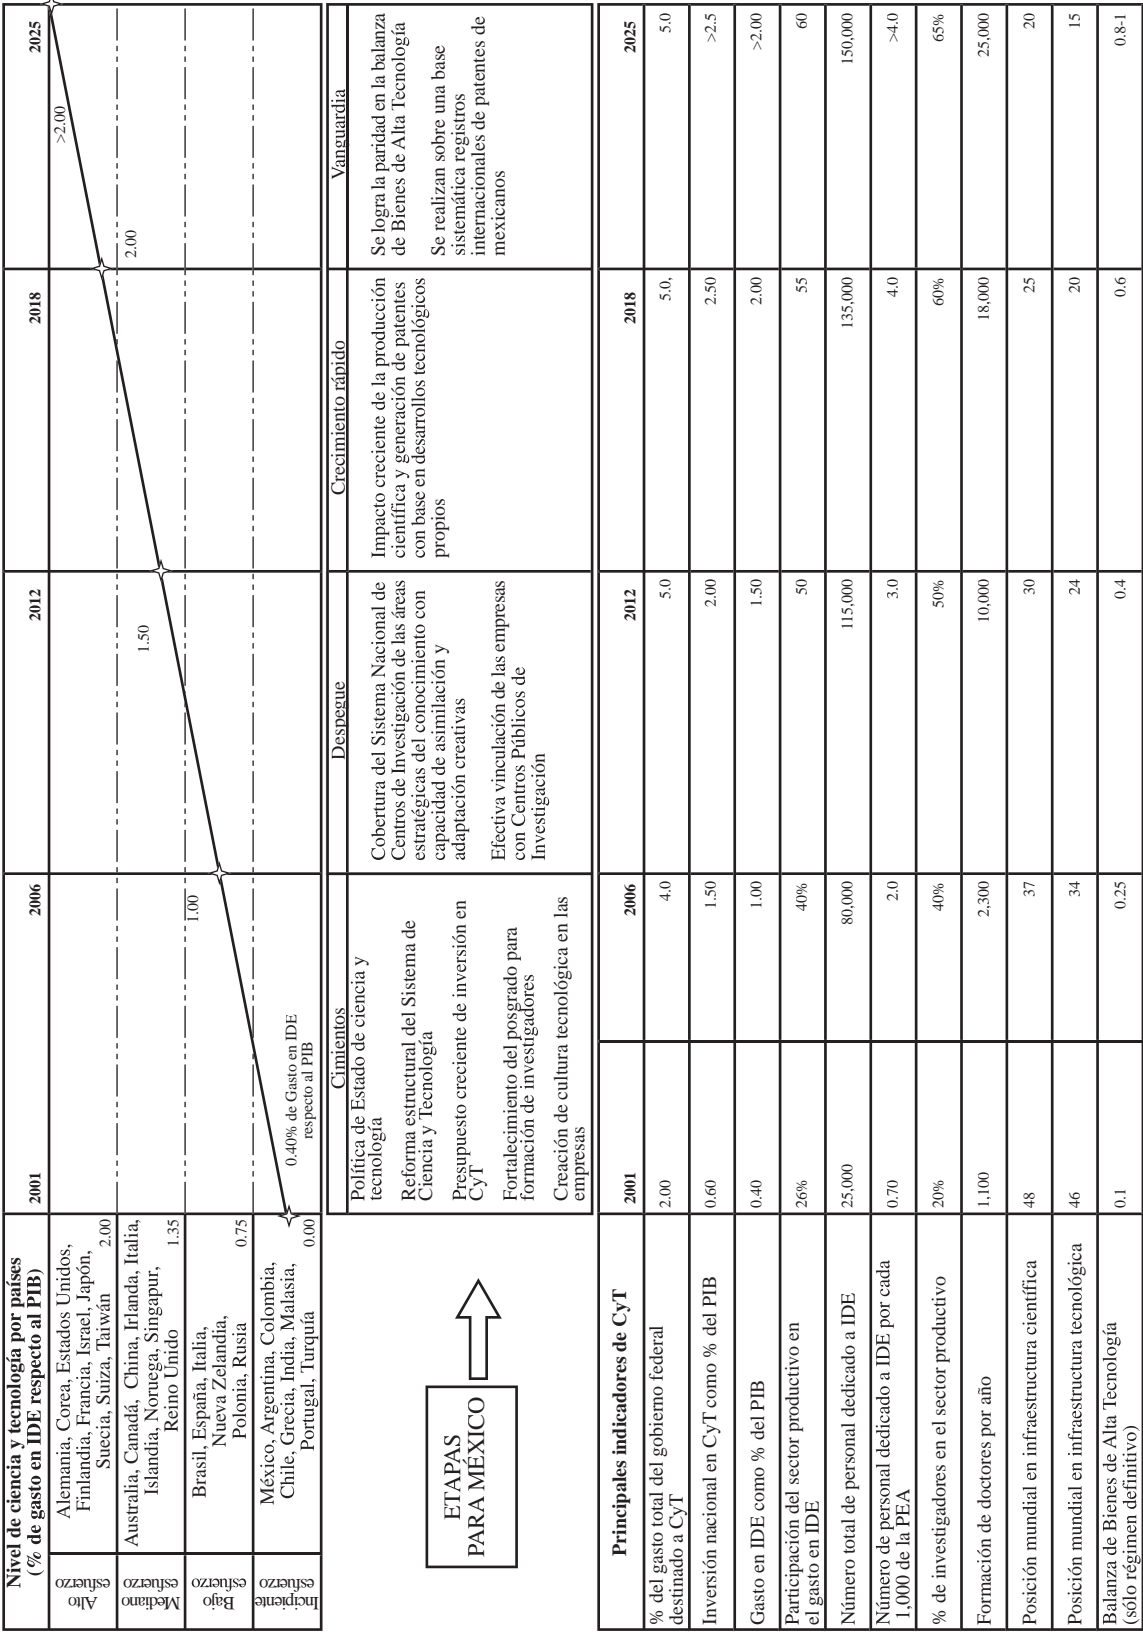 Nivel de ciencia y tecnología por países
(% de gasto en IDE respecto al PIB)
2001
2006
2012
2018
2025
Alto
esfuerzo
Alemania, Corea, Estados Unidos,
Finlandia, Francia, Israel, Japón,
Suecia, Suiza, Taiwán
2.00
Mediano
esfuerzo
Australia, Canadá, China, Irlanda, Italia,
Islandia, Noruega, Singapur,
Reino Unido
1.35
Bajo
esfuerzo
Brasil, España, Italia,
Nueva Zelandia,
Polonia, Rusia
0.75
Incipiente
esfuerzo
México, Argentina, Colombia,
Chile, Grecia, India, Malasia,
Portugal, Turquía
0.00
0.40% de Gasto en IDE
respecto al PIB
1.00
1.50
2.00
>2.00
ETAPAS
PARA MÉXICO
Cimientos
Política de Estado de ciencia y
tecnología
Reforma estructural del Sistema de
Ciencia y Tecnología
Presupuesto creciente de inversión en
CyT
Fortalecimiento del posgrado para
formación de investigadores
Creación de cultura tecnológica en las
empresas
Despegue
Cobertura del Sistema Nacional de
Centros de Investigación de las áreas
estratégicas del conocimiento con
capacidad de asimilación y
adaptación creativas
Efectiva vinculación de las empresas
con Centros Públicos de
Investigación
Crecimiento rápido
Impacto creciente de la producción
científica y generación de patentes
con base en desarrollos tecnológicos
propios
Vanguardia
Se logra la paridad en la balanza
de Bienes de Alta Tecnología
Se realizan sobre una base
sistemática registros
internacionales de patentes de
mexicanos
Principales indicadores de CyT
2001
2006
2012
2018
2025
% del gasto total del gobierno federal
destinado a CyT
2.00
4.0
5.0
5.0,
5.0
Inversión nacional en CyT como % del PIB
0.60
1.50
2.00
2.50
>2.5
Gasto en IDE como % del PIB
0.40
1.00
1.50
2.00
>2.00
Participación del sector productivo en
el gasto en IDE
26%
40%
50
55
60
Número total de personal dedicado a IDE
25,000
80,000
115,000
135,000
150,000
Número de personal dedicado a IDE por cada
1,000 de la PEA
0.70
2.0
3.0
4.0
>4.0
% de investigadores en el sector productivo
20%
40%
50%
60%
65%
Formación de doctores por año
1,100
2,300
10,000
18,000
25,000
Posición mundial en infraestructura científica
48
37
30
25
20
Posición mundial en infraestructura tecnológica
46
34
24
20
15
Balanza de Bienes de Alta Tecnología
(sólo régimen definitivo)
0.1
0.25
0.4
0.6
0.8-1